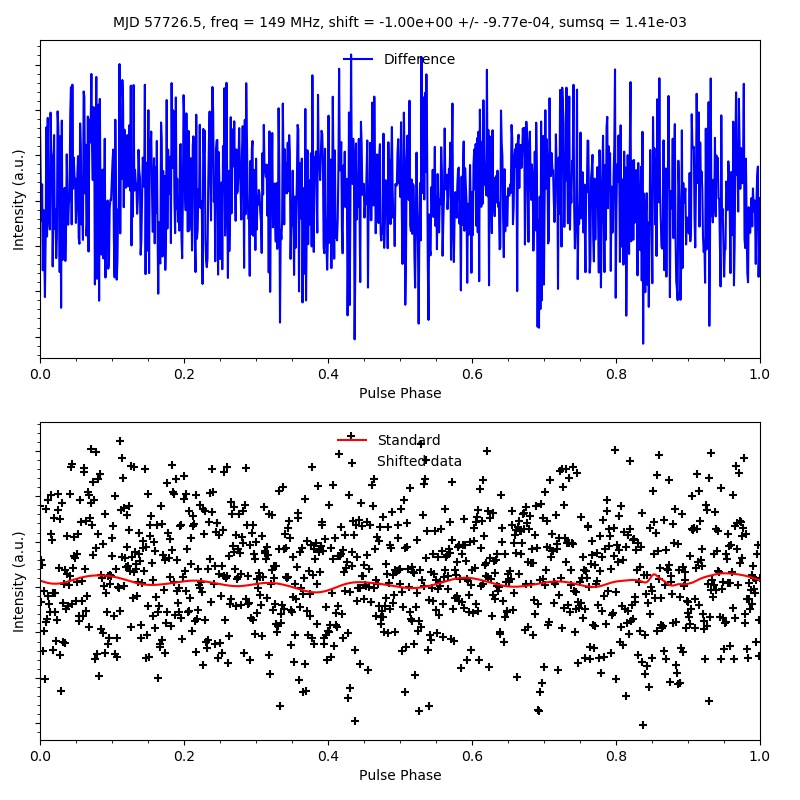 MJD 57726.5, freq = 149 MHz, shift = -1.00e+00 +/- -9.77e-04, sumsq = 1.41e-03
Difference
Intensity (a.u.)
0.0 0.2 0.4 0.6 0.8 1.0
Pulse Phase
Standard
Shifted data
Intensity (a.u.)
0.0 0.2 0.4 0.6 0.8 1.0
Pulse Phase